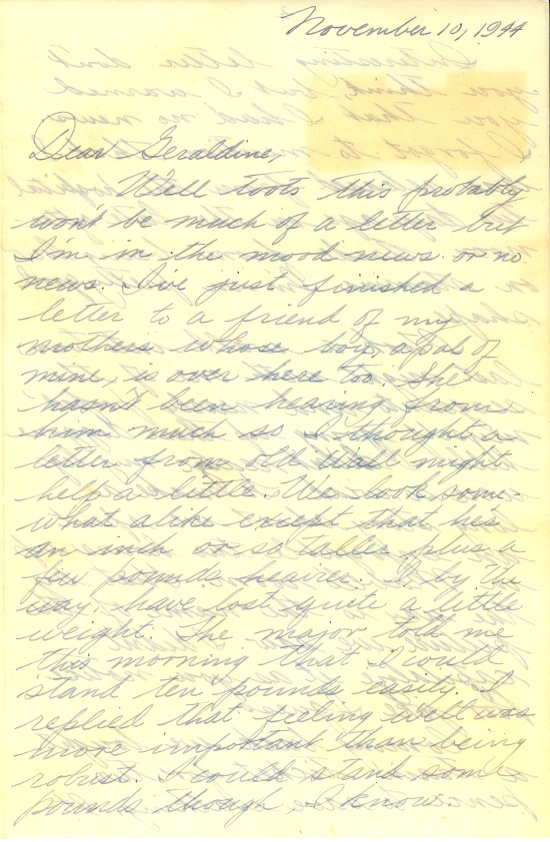 November 10, 1944
Dear Geraldine,
Well toots this probably
won't be much of a letter but
I'm in the mood news or no
news. I've just finished a
letter to a friend of my
mothers whose boy, a pal of
mine, is over here too. She
hasn't been hearing from
him much so I thought a
letter from old Wall might
help a little. We look some-
what alike except that he's
an inch or so taller plus a
few pounds heavier. I by the
way, have lost quite a little
weight. The major told me
this morning that I could
stand ten pounds easily. I
replied that feeling well was
more important than being
robust. I could stand some
pounds though, I know.